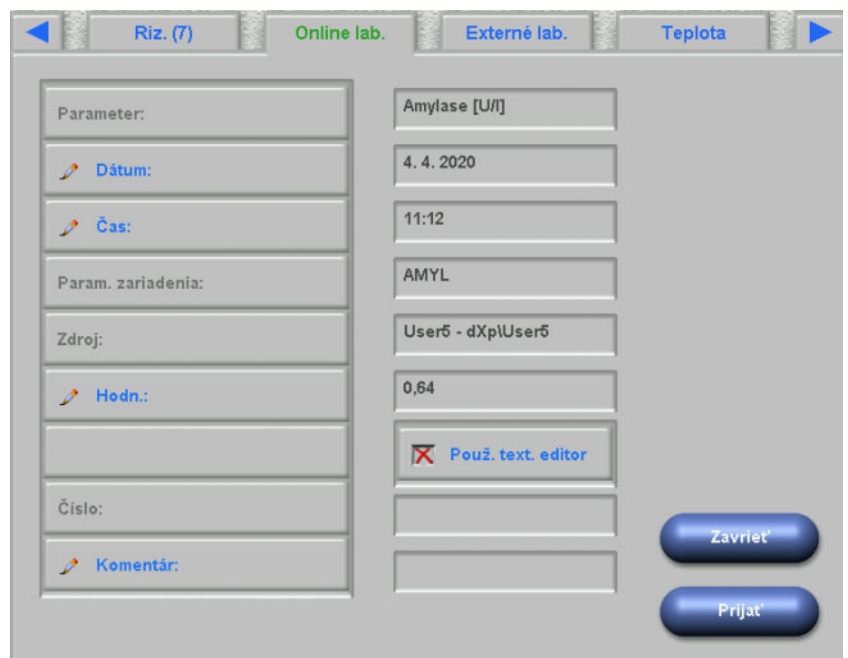 Riz. (7) Online lab. Externé lab. Teplota
Parameter: Amylase [U/l]
Dátum: 4. 4. 2020
Čas: 11:12
Param. zariadenia: AMYL
Zdroj: User5 - dXp\User5
Hodn.: 0,64
Použ. text. editor
Číslo:
Zavrieť
Komentár:
Prijať